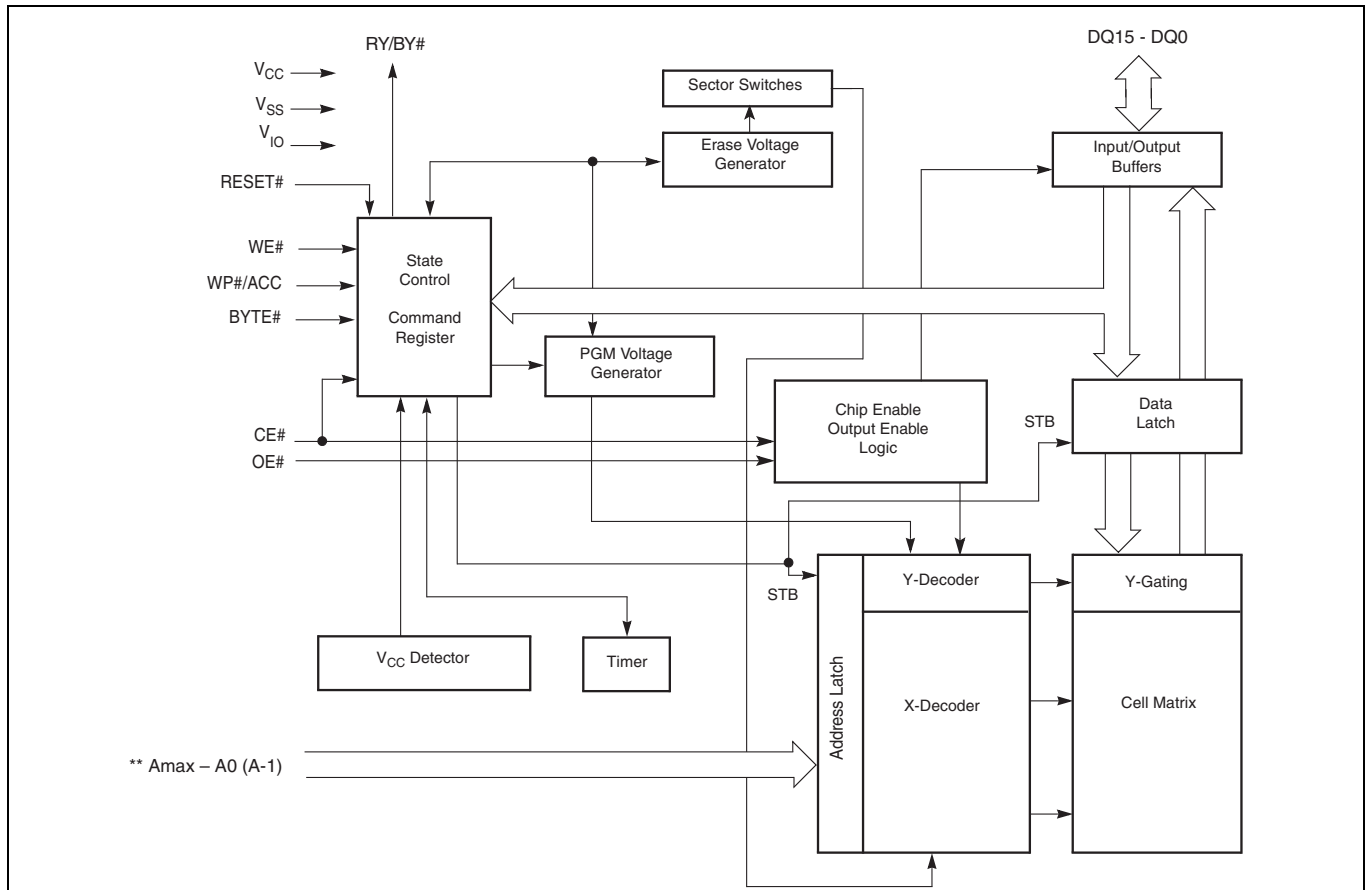 RY/BY#
DQ15 - DQ0
VCC
VSS
VIO
RESET#
WE#
WP#/ACC
BYTE#
CE#
OE#
Sector Switches
Erase Voltage
Generator
Input/Output
Buffers
State
Control
Command
Register
PGM Voltage
Generator
Chip Enable
Output Enable
Logic
STB
Data
Latch
STB
Y-Decoder
Y-Gating
VCC Detector
Timer
Address Latch
X-Decoder
Cell Matrix
** Amax – A0 (A-1)